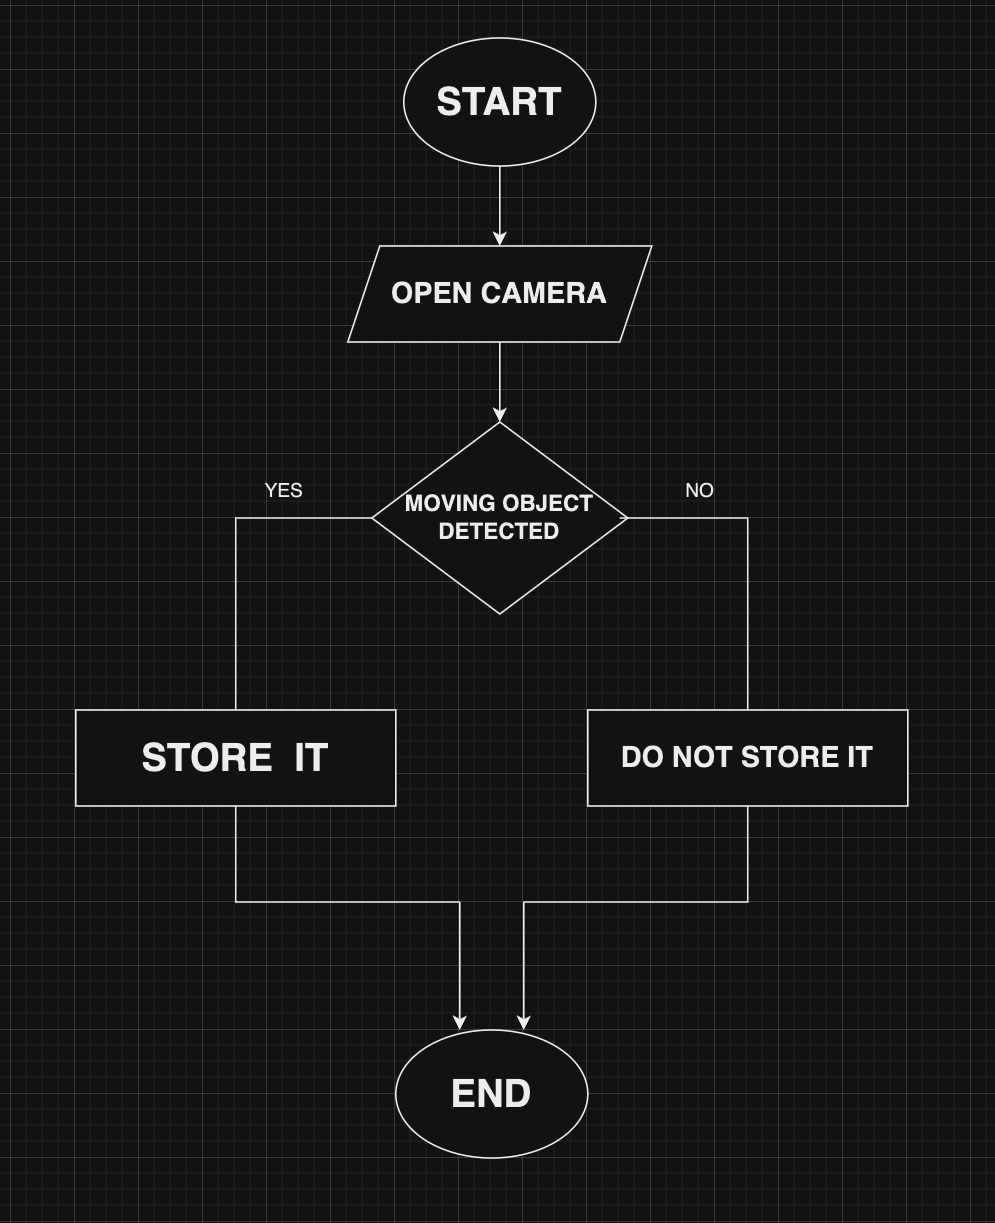 START
OPEN CAMERA
YES
NO
MOVING OBJECT
DETECTED
STORE IT
DO NOT STORE IT
END